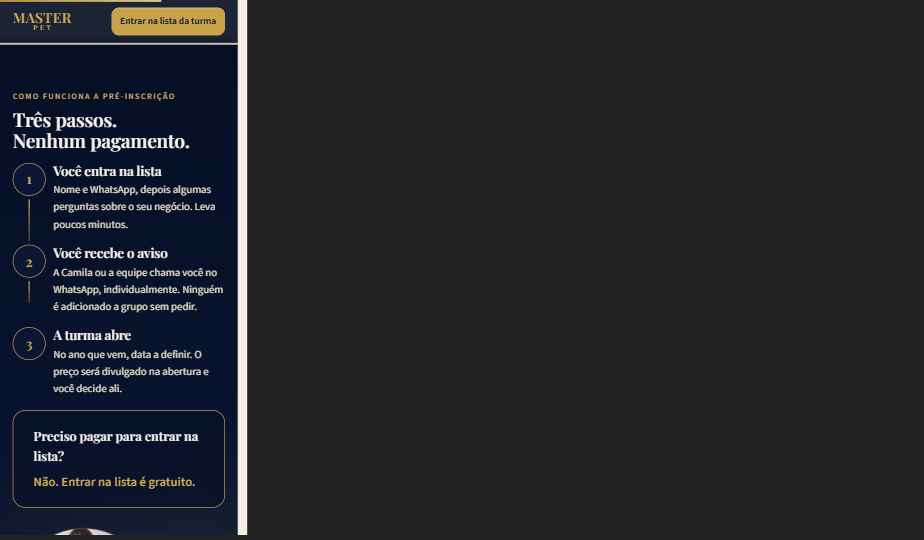 MASTER
PET
Entrar na lista da turma
COMO FUNCIONA A PRÉ-INSCRIÇÃO
Três passos.
Nenhum pagamento.
1
Você entra na lista
Nome e WhatsApp, depois algumas
perguntas sobre o seu negócio. Leva
poucos minutos.
2
Você recebe o aviso
A Camila ou a equipe chama você no
WhatsApp, individualmente. Ninguém
é adicionado a grupo sem pedir.
3
A turma abre
No ano que vem, data a definir. O
preço será divulgado na abertura e
você decide ali.
Preciso pagar para entrar na
lista?
Não. Entrar na lista é gratuito.